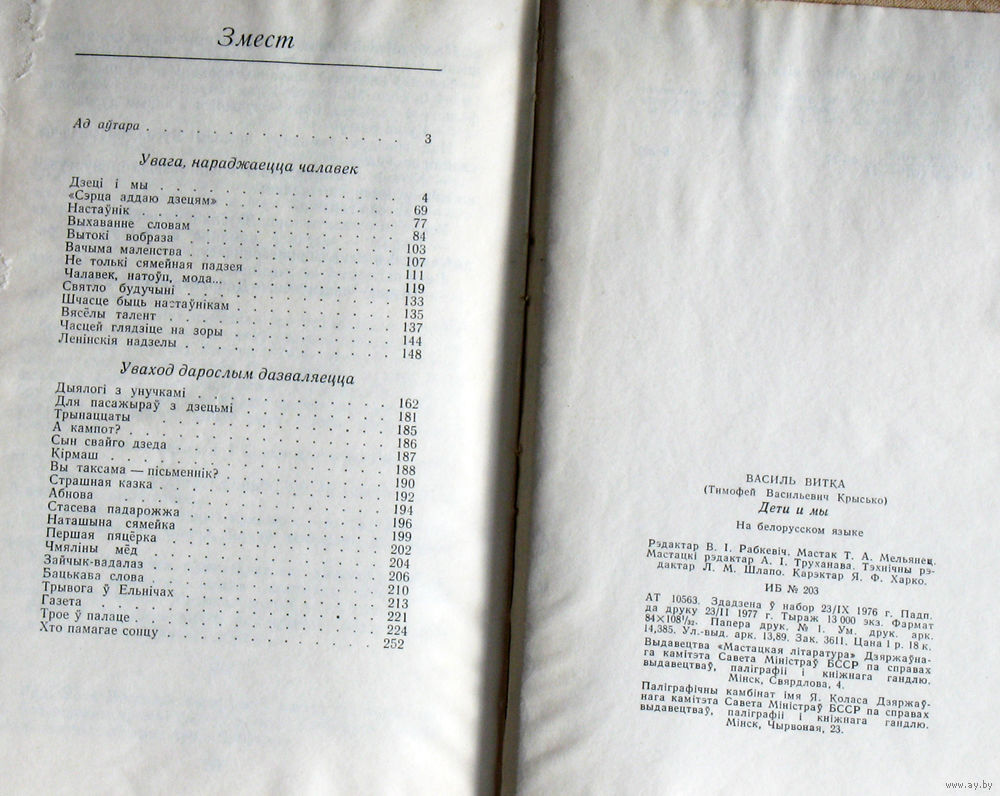 Змест
Ад аўтара . . . . . . . . . . . . . . . . 3
Увага, нараджаецца чалавек
Дзеці і мы . . . . . . . . . . . . . . . 4
«Сэрца аддаю дзецям» . . . . . . . . . . 69
Настаўнік . . . . . . . . . . . . . . . 77
Выхаванне словам . . . . . . . . . . . . 84
Вытокі вобраза . . . . . . . . . . . . . 103
Вачыма маленства . . . . . . . . . . . . 107
Не толькі сямейная падзея . . . . . . . . 111
Чалавек, натоўп, мода... . . . . . . . . 119
Святло будучыні . . . . . . . . . . . . 133
Шчасце быць настаўнікам . . . . . . . . . 135
Вясёлы талент . . . . . . . . . . . . . 137
Часцей глядзіце на зоры . . . . . . . . . 144
Ленінскія надзелы . . . . . . . . . . . 148
Уваход дарослым дазваляецца
Дыялогі з унучкамі . . . . . . . . . . . 162
Для пасажыраў з дзецьмі . . . . . . . . . 181
Трынаццаты . . . . . . . . . . . . . . . 185
А кампот? . . . . . . . . . . . . . . . 186
Сын свайго дзеда . . . . . . . . . . . . 187
Кірмаш . . . . . . . . . . . . . . . . . 188
Вы таксама — пісьменнік? . . . . . . . . 190
Страшная казка . . . . . . . . . . . . . 192
Абнова . . . . . . . . . . . . . . . . . 194
Стасева падарожжа . . . . . . . . . . . 196
Наташына сямейка . . . . . . . . . . . . 199
Першая пяцёрка . . . . . . . . . . . . . 202
Чмяліны мёд . . . . . . . . . . . . . . 204
Зайчык-вадалаз . . . . . . . . . . . . . 206
Бацькава слова . . . . . . . . . . . . . 210
Трывога ў Ельнічах . . . . . . . . . . . 213
Газета . . . . . . . . . . . . . . . . . 221
Трое ў палаце . . . . . . . . . . . . . 224
Хто памагае сонцу . . . . . . . . . . . 252
ВАСИЛЬ ВИТКА
(Тимофей Васильевич Крысько)
Дети и мы
На белорусском языке
Рэдактар В. І. Рабкевіч. Мастак Т. А. Мельянец.
Мастацкі рэдактар А. І. Труханава. Тэхнічны рэ-
дактар Л. М. Шлапо. Карэктар Я. Ф. Харко.
ИБ № 203
АТ 10563. Здадзена ў набор 23/IX 1976 г. Падп.
да друку 23/II 1977 г. Тыраж 13 000 экз. Фармат
84×108¹/₃₂. Папера друк. № 1. Ум. друк. арк.
14,385. Ул.-выд. арк. 13,89. Зак. 3611. Цана 1 р. 18 к.
Выдавецтва «Мастацкая літаратура» Дзяржаўна-
га камітэта Савета Міністраў БССР па справах
выдавецтваў, паліграфіі і кніжнага гандлю.
Мінск, Свярдлова, 4.
Паліграфічны камбінат імя Я. Коласа Дзяржаў-
нага камітэта Савета Міністраў БССР па справах
выдавецтваў, паліграфіі і кніжнага гандлю.
Мінск, Чырвоная, 23.
www.ay.by